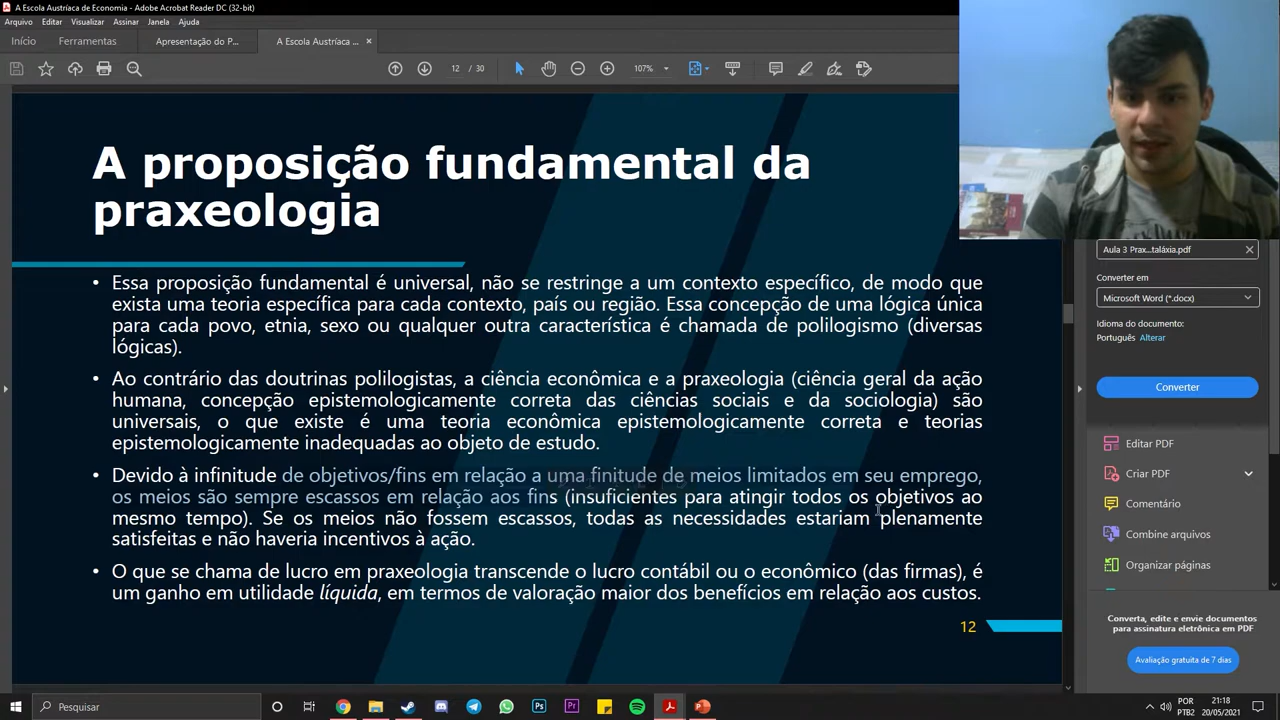 A Escola Austríaca de Economia - Adobe Acrobat Reader DC (32-bit)
Arquivo Editar Visualizar Assinar Janela Ajuda
Início Ferramentas Apresentação do P... A Escola Austríaca ...
12 / 30 107%
A proposição fundamental da
praxeologia
• Essa proposição fundamental é universal, não se restringe a um contexto específico, de modo que
exista uma teoria específica para cada contexto, país ou região. Essa concepção de uma lógica única
para cada povo, etnia, sexo ou qualquer outra característica é chamada de polilogismo (diversas
lógicas).
• Ao contrário das doutrinas polilogistas, a ciência econômica e a praxeologia (ciência geral da ação
humana, concepção epistemologicamente correta das ciências sociais e da sociologia) são
universais, o que existe é uma teoria econômica epistemologicamente correta e teorias
epistemologicamente inadequadas ao objeto de estudo.
• Devido à infinitude de objetivos/fins em relação a uma finitude de meios limitados em seu emprego,
os meios são sempre escassos em relação aos fins (insuficientes para atingir todos os objetivos ao
mesmo tempo). Se os meios não fossem escassos, todas as necessidades estariam plenamente
satisfeitas e não haveria incentivos à ação.
• O que se chama de lucro em praxeologia transcende o lucro contábil ou o econômico (das firmas), é
um ganho em utilidade líquida, em termos de valoração maior dos benefícios em relação aos custos.
12
Aula 3 Prax...taláxia.pdf
Converter em
Microsoft Word (*.docx)
Idioma do documento:
Português Alterar
Converter
Editar PDF
Criar PDF
Comentário
Combine arquivos
Organizar páginas
Converta, edite e envie documentos
para assinatura eletrônica em PDF
Avaliação gratuita de 7 dias
Pesquisar
POR
PTB2
21:18
20/05/2021